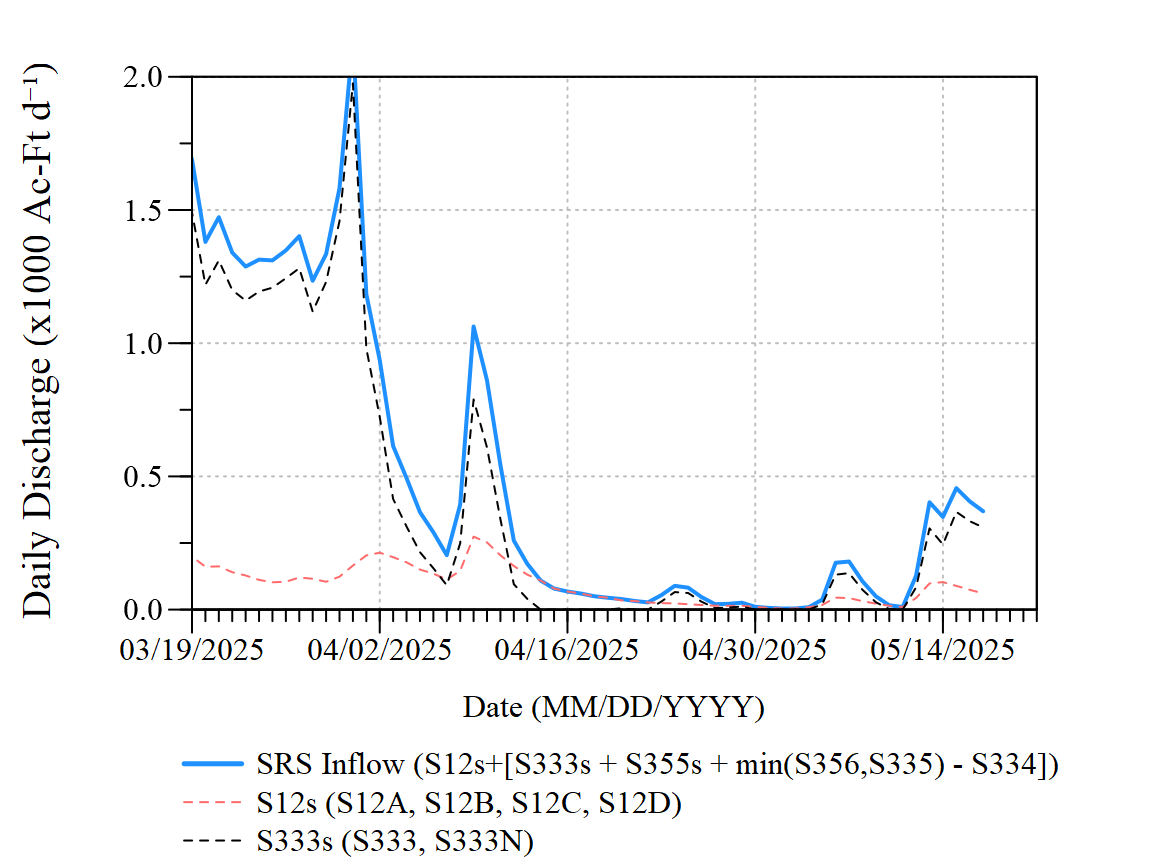 Daily Discharge (x1000 Ac-Ft d⁻¹)
2.0
1.5
1.0
0.5
0.0
03/19/2025 04/02/2025 04/16/2025 04/30/2025 05/14/2025
Date (MM/DD/YYYY)
SRS Inflow (S12s+[S333s + S355s + min(S356,S335) - S334])
S12s (S12A, S12B, S12C, S12D)
S333s (S333, S333N)